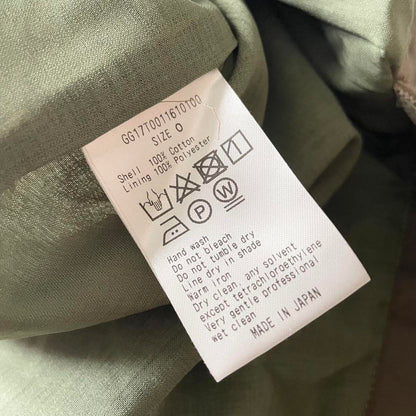 GG17T0011610T00
SIZE 0
Shell 100% Cotton
Lining 100% Polyester
P W
Hand wash
Do not bleach
Do not tumble dry
Line dry in shade
Warm iron
Dry clean, any solvent
except tetrachloroethylene
Very gentle professional
wet clean
MADE IN JAPAN